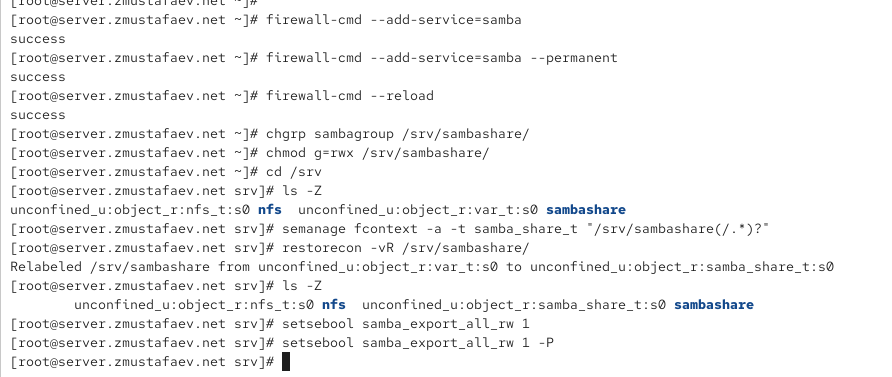 [root@server.zmustafaev.net ~]#
[root@server.zmustafaev.net ~]# firewall-cmd --add-service=samba
success
[root@server.zmustafaev.net ~]# firewall-cmd --add-service=samba --permanent
success
[root@server.zmustafaev.net ~]# firewall-cmd --reload
success
[root@server.zmustafaev.net ~]# chgrp sambagroup /srv/sambashare/
[root@server.zmustafaev.net ~]# chmod g=rwx /srv/sambashare/
[root@server.zmustafaev.net ~]# cd /srv
[root@server.zmustafaev.net srv]# ls -Z
unconfined_u:object_r:nfs_t:s0 nfs  unconfined_u:object_r:var_t:s0 sambashare
[root@server.zmustafaev.net srv]# semanage fcontext -a -t samba_share_t "/srv/sambashare(/.*)?"
[root@server.zmustafaev.net srv]# restorecon -vR /srv/sambashare/
Relabeled /srv/sambashare from unconfined_u:object_r:var_t:s0 to unconfined_u:object_r:samba_share_t:s0
[root@server.zmustafaev.net srv]# ls -Z
        unconfined_u:object_r:nfs_t:s0 nfs  unconfined_u:object_r:samba_share_t:s0 sambashare
[root@server.zmustafaev.net srv]# setsebool samba_export_all_rw 1
[root@server.zmustafaev.net srv]# setsebool samba_export_all_rw 1 -P
[root@server.zmustafaev.net srv]#